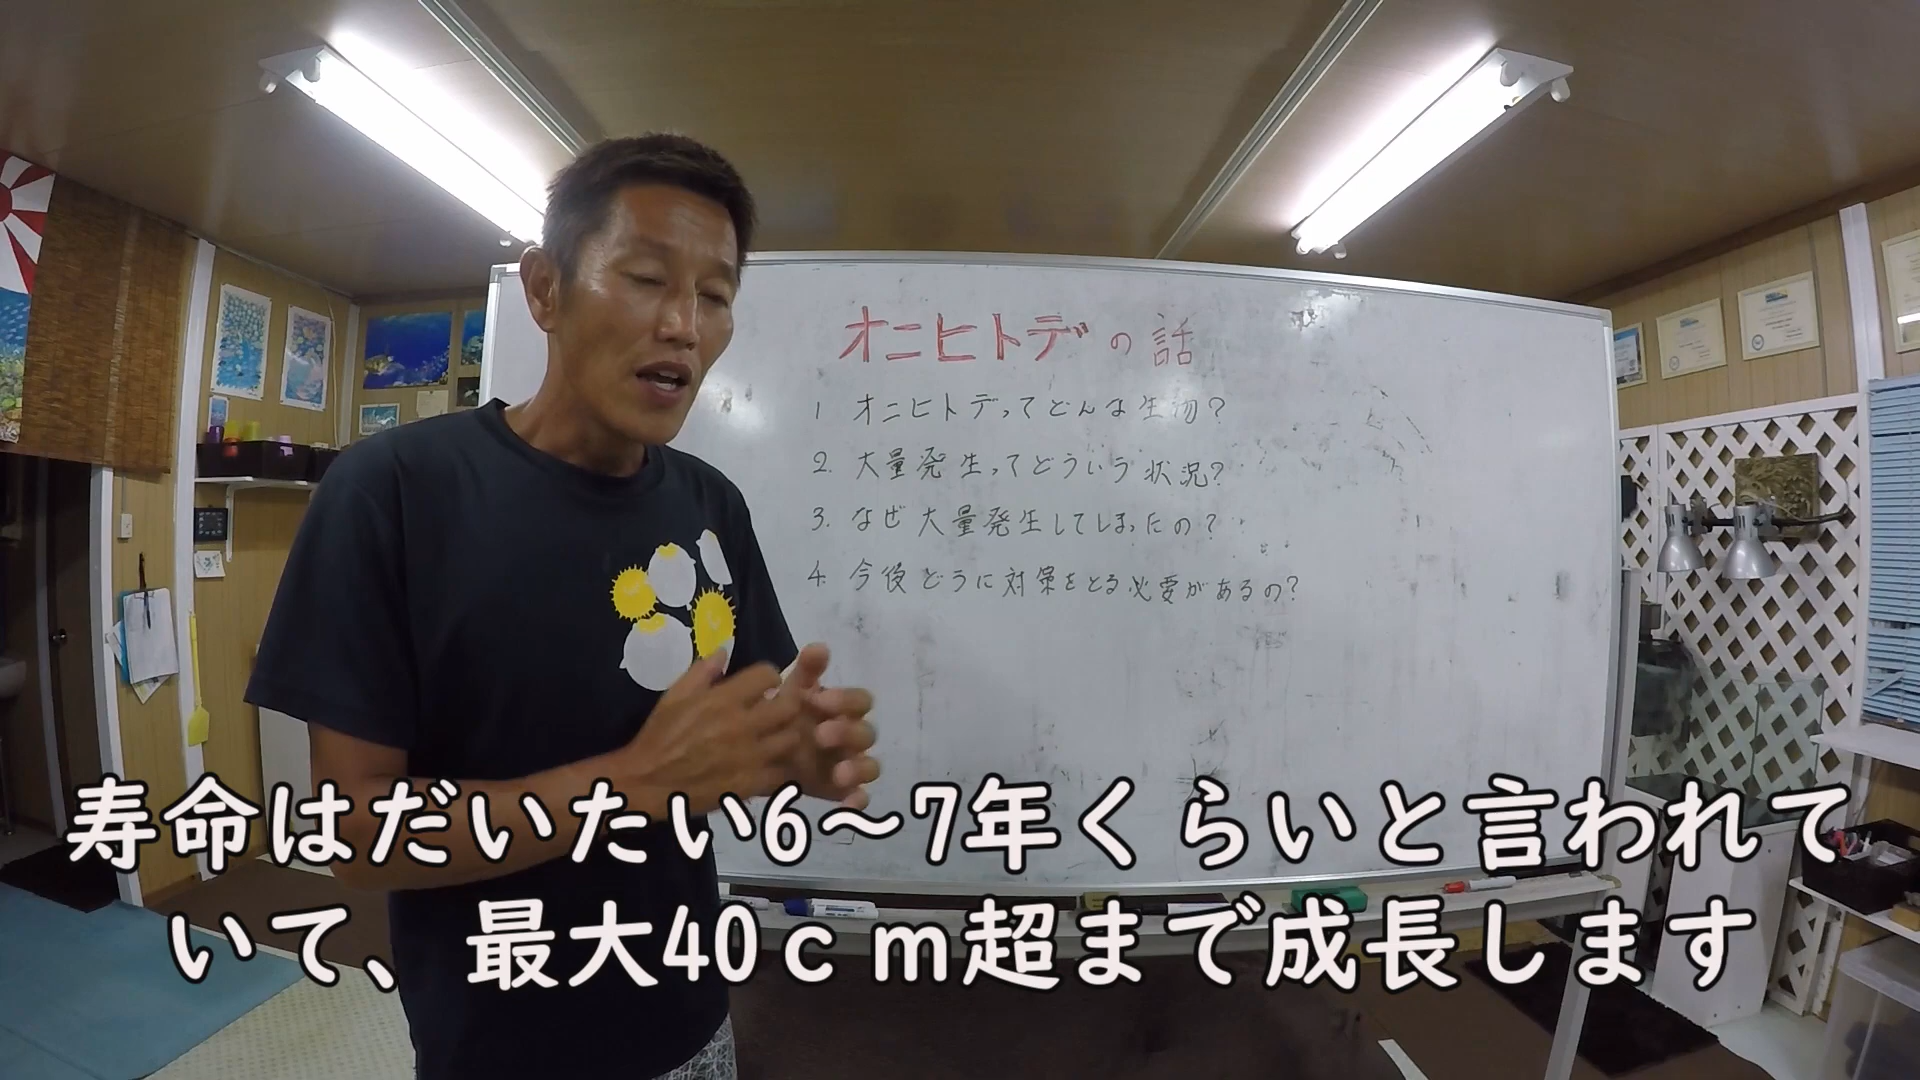 オニヒトデの話
1 オニヒトデってどんな生物?
2. 大量発生ってどういう状況?
3. なぜ大量発生してしまったの?
4. 今後どうに対策をとる必要があるの?
寿命はだいたい6～7年くらいと言われて
いて、最大40ｃｍ超まで成長します